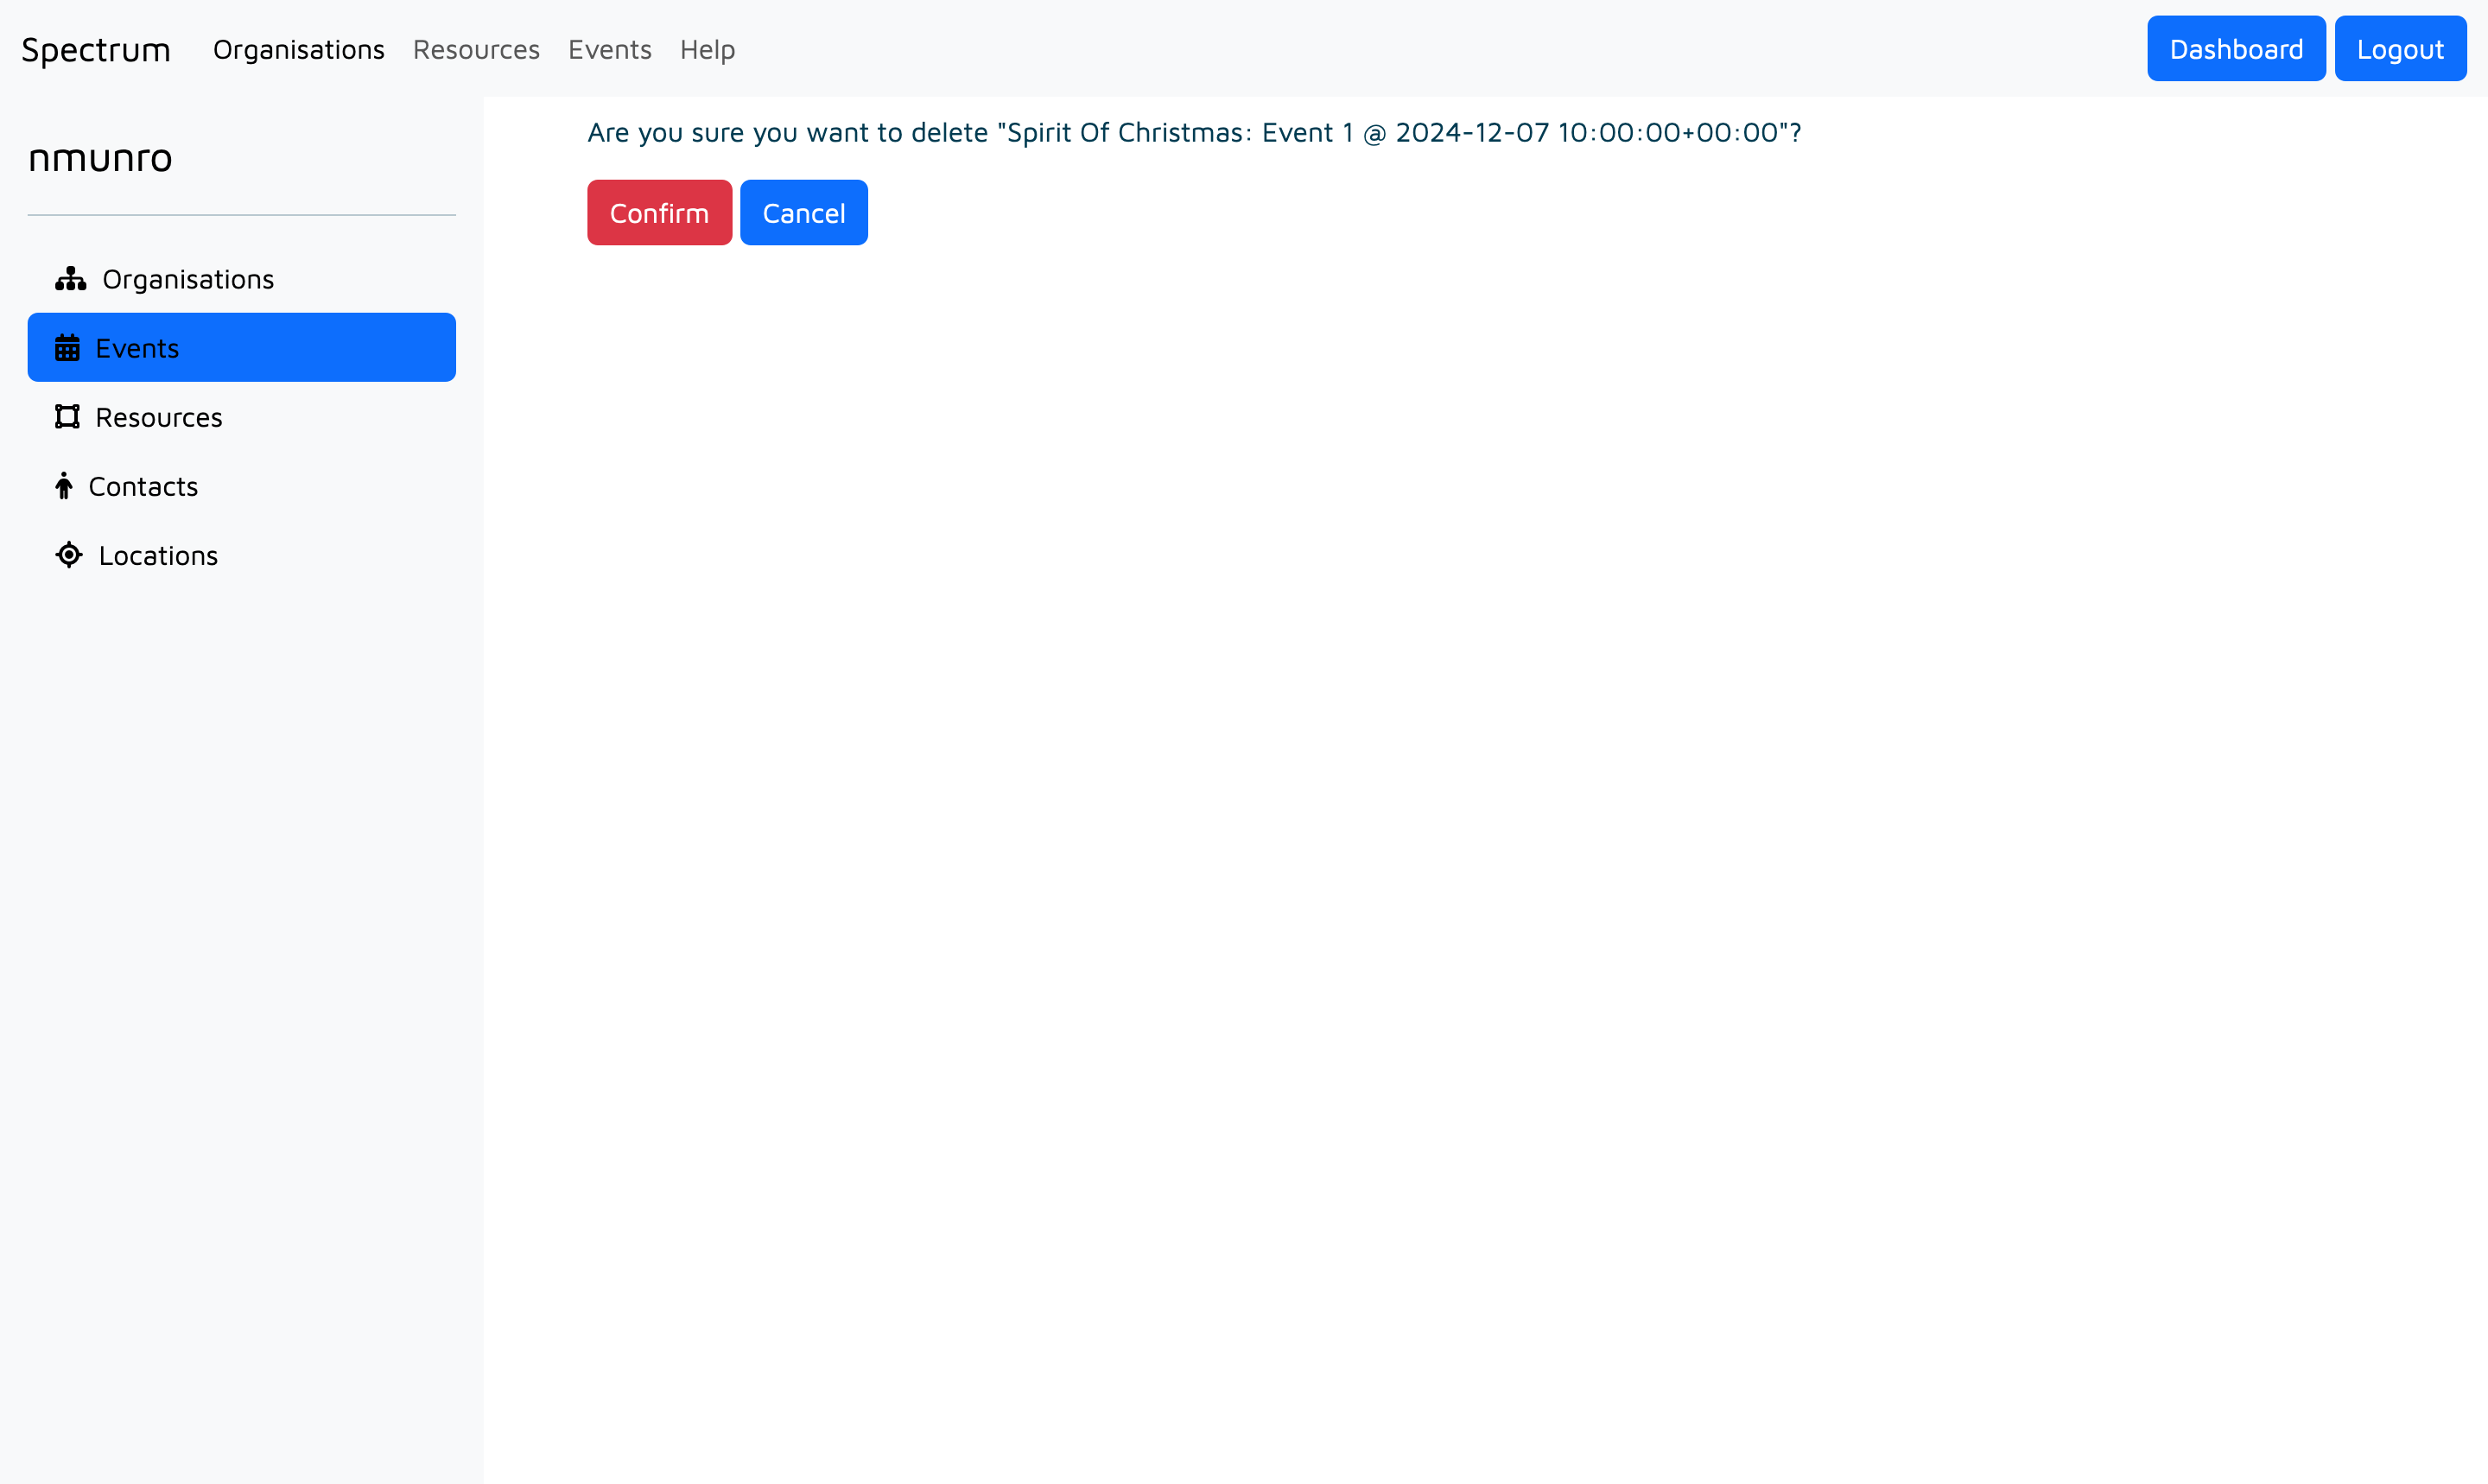 Spectrum Organisations Resources Events Help Dashboard Logout
nmunro
Organisations
Events
Resources
Contacts
Locations
Are you sure you want to delete "Spirit Of Christmas: Event 1 @ 2024-12-07 10:00:00+00:00"?
Confirm Cancel